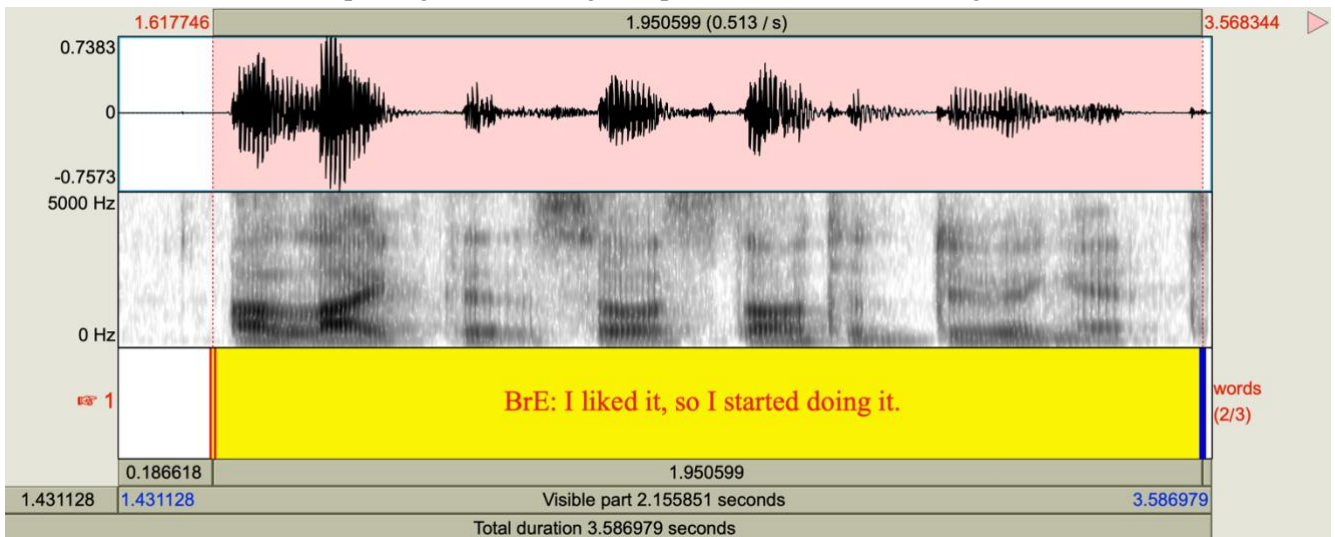 1.617746 1.950599 (0.513 / s) 3.568344
0.7383
0
-0.7573
5000 Hz
0 Hz
☞ 1 BrE: I liked it, so I started doing it. words
(2/3)
0.186618 1.950599
1.431128 1.431128 Visible part 2.155851 seconds 3.586979
Total duration 3.586979 seconds